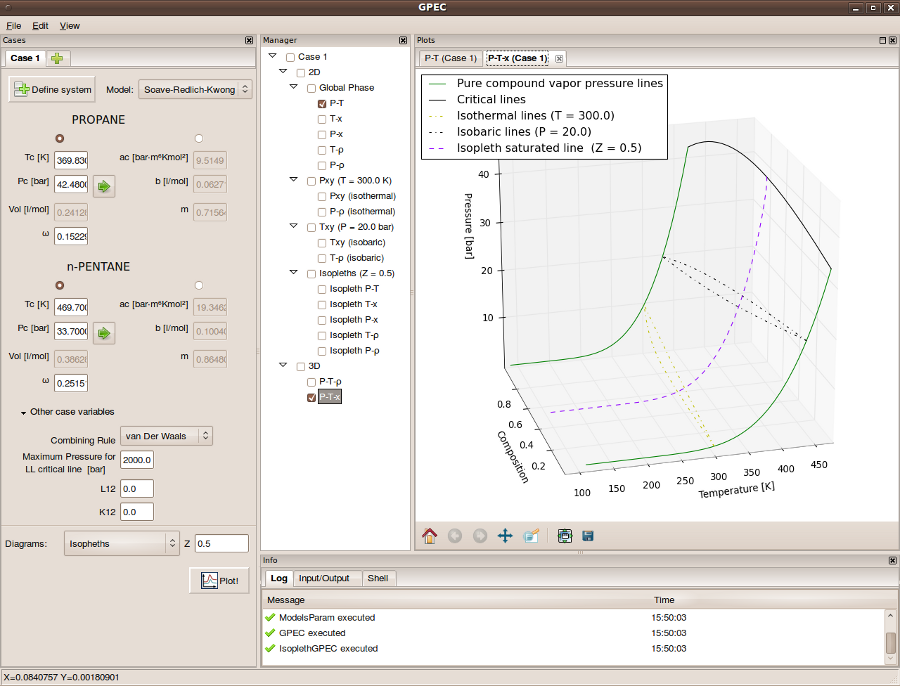 GPEC
File Edit View
Cases
Case 1
Define system Model: Soave-Redlich-Kwong
PROPANE
Tc [K] 369.830 ac [bar·m⁶Kmol²] 9.5149
Pc [bar] 42.4800 b [l/mol] 0.0627
Vol [l/mol] 0.2412 m 0.7156
ω 0.1522
n-PENTANE
Tc [K] 469.700 ac [bar·m⁶Kmol²] 19.3462
Pc [bar] 33.7000 b [l/mol] 0.1004
Vol [l/mol] 0.3862 m 0.8648
ω 0.2515
Other case variables
Combining Rule van Der Waals
Maximum Pressure for
LL critical line [bar] 2000.0
L12 0.0
K12 0.0
Diagrams: Isopheths Z 0.5
Plot!
Manager
Case 1
2D
Global Phase
P-T
T-x
P-x
T-ρ
P-ρ
Pxy (T = 300.0 K)
Pxy (isothermal)
P-ρ (isothermal)
Txy (P = 20.0 bar)
Txy (isobaric)
T-ρ (isobaric)
Isopleths (Z = 0.5)
Isopleth P-T
Isopleth T-x
Isopleth P-x
Isopleth T-ρ
Isopleth P-ρ
3D
P-T-ρ
P-T-x
Plots
P-T (Case 1) P-T-x (Case 1)
Pure compound vapor pressure lines
Critical lines
Isothermal lines (T = 300.0)
Isobaric lines (P = 20.0)
Isopleth saturated line (Z = 0.5)
40
30
20
10
Pressure [bar]
0.8
0.6
0.4
0.2
Composition
100 150 200 250 300 350 400 450
Temperature [K]
Info
Log Input/Output Shell
Message Time
ModelsParam executed 15:50:03
GPEC executed 15:50:03
IsoplethGPEC executed 15:50:03
X=0.0840757 Y=0.00180901